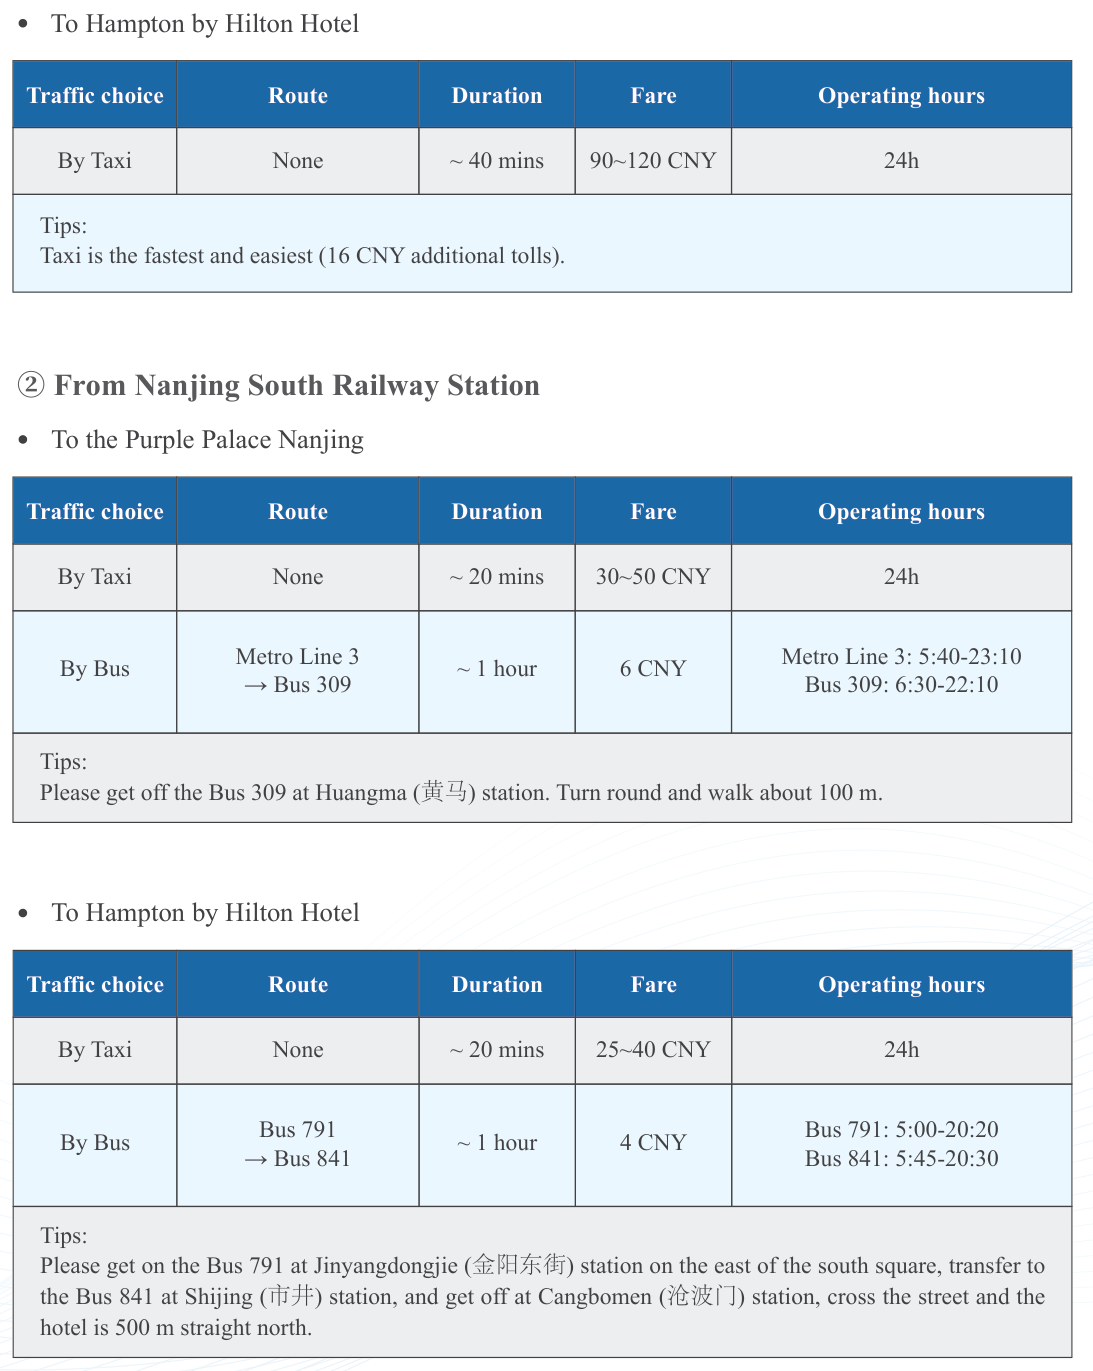 • To Hampton by Hilton Hotel
Traffic choice Route Duration Fare Operating hours
By Taxi None ~ 40 mins 90~120 CNY 24h
Tips:
Taxi is the fastest and easiest (16 CNY additional tolls).
② From Nanjing South Railway Station
• To the Purple Palace Nanjing
Traffic choice Route Duration Fare Operating hours
By Taxi None ~ 20 mins 30~50 CNY 24h
By Bus Metro Line 3 → Bus 309 ~ 1 hour 6 CNY Metro Line 3: 5:40-23:10 Bus 309: 6:30-22:10
Tips:
Please get off the Bus 309 at Huangma (黄马) station. Turn round and walk about 100 m.
• To Hampton by Hilton Hotel
Traffic choice Route Duration Fare Operating hours
By Taxi None ~ 20 mins 25~40 CNY 24h
By Bus Bus 791 → Bus 841 ~ 1 hour 4 CNY Bus 791: 5:00-20:20 Bus 841: 5:45-20:30
Tips:
Please get on the Bus 791 at Jinyangdongjie (金阳东街) station on the east of the south square, transfer to
the Bus 841 at Shijing (市井) station, and get off at Cangbomen (沧波门) station, cross the street and the
hotel is 500 m straight north.